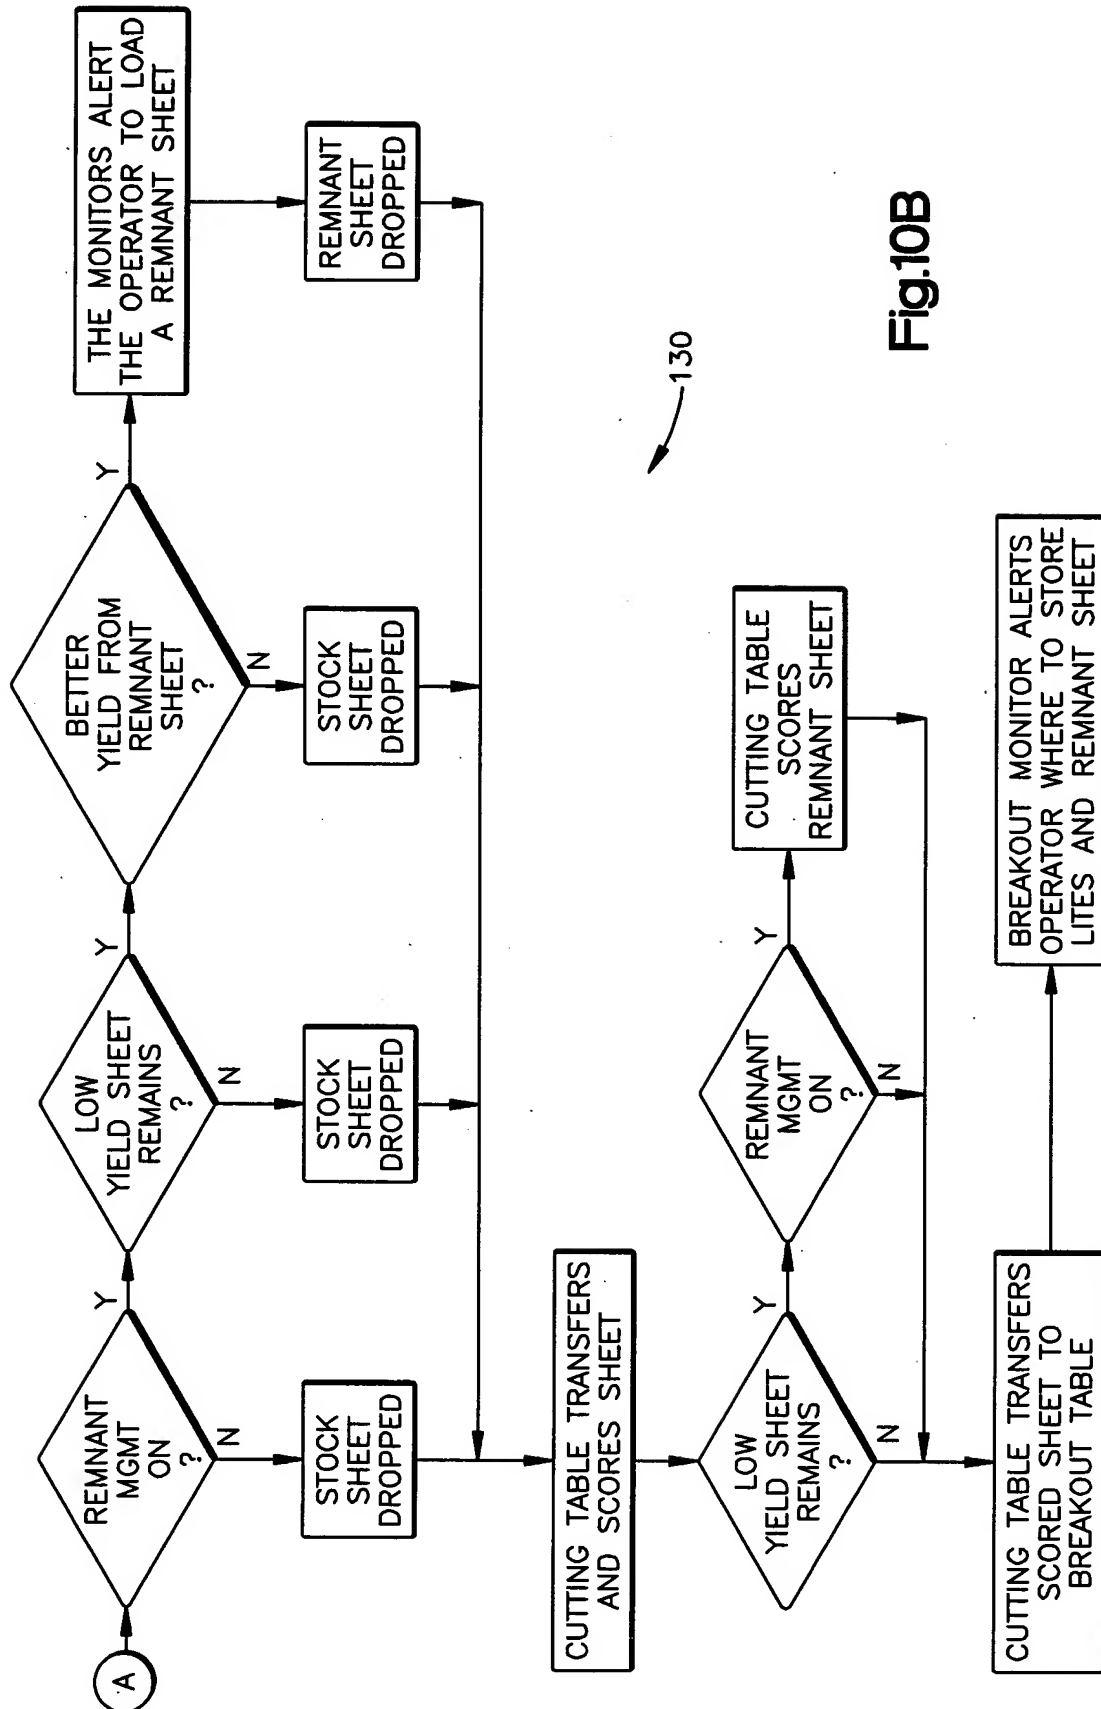 A
REMNANT
MGMT
ON
?
Y
N
LOW
YIELD SHEET
REMAINS
?
Y
N
BETTER
YIELD FROM
REMNANT
SHEET
?
Y
N
THE MONITORS ALERT
THE OPERATOR TO LOAD
A REMNANT SHEET
STOCK
SHEET
DROPPED
STOCK
SHEET
DROPPED
STOCK
SHEET
DROPPED
REMNANT
SHEET
DROPPED
CUTTING TABLE TRANSFERS
AND SCORES SHEET
130
LOW
YIELD SHEET
REMAINS
?
Y
N
REMNANT
MGMT
ON
?
Y
N
CUTTING TABLE
SCORES
REMNANT SHEET
CUTTING TABLE TRANSFERS
SCORED SHEET TO
BREAKOUT TABLE
BREAKOUT MONITOR ALERTS
OPERATOR WHERE TO STORE
LITES AND REMNANT SHEET
Fig.10B